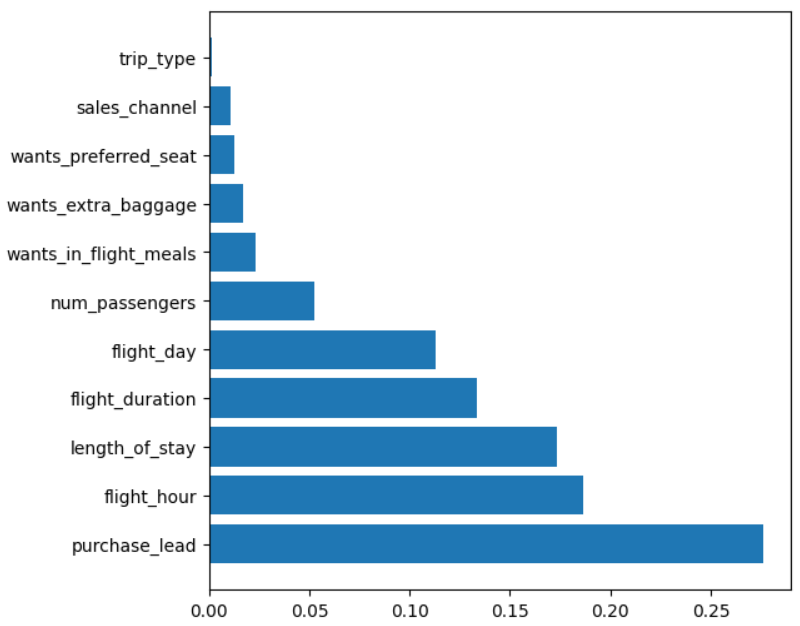 trip_type
sales_channel
wants_preferred_seat
wants_extra_baggage
wants_in_flight_meals
num_passengers
flight_day
flight_duration
length_of_stay
flight_hour
purchase_lead
0.00 0.05 0.10 0.15 0.20 0.25